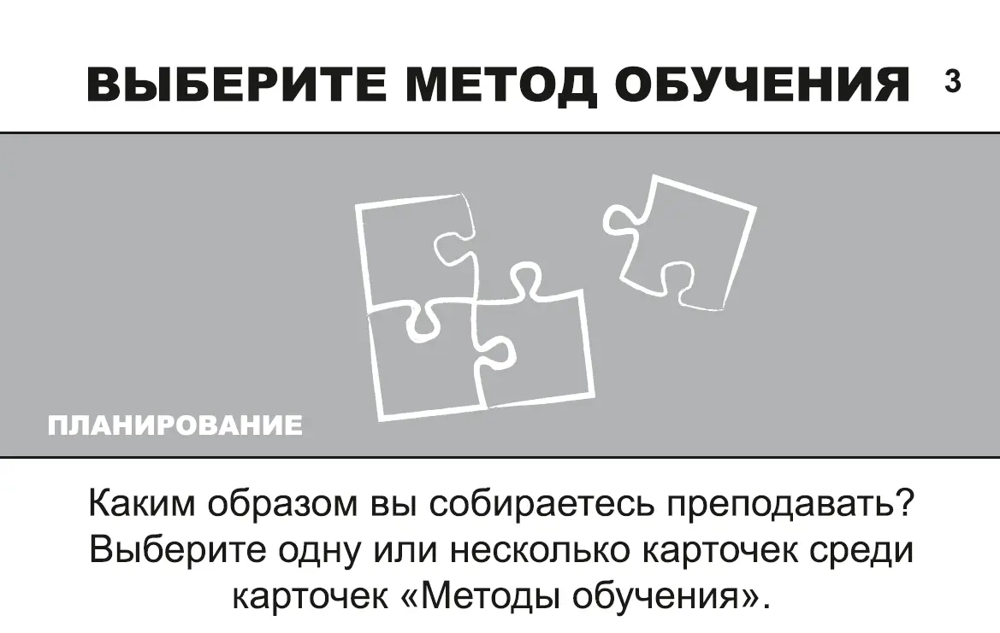 ВЫБЕРИТЕ МЕТОД ОБУЧЕНИЯ 3
ПЛАНИРОВАНИЕ
Каким образом вы собираетесь преподавать?
Выберите одну или несколько карточек среди
карточек «Методы обучения».